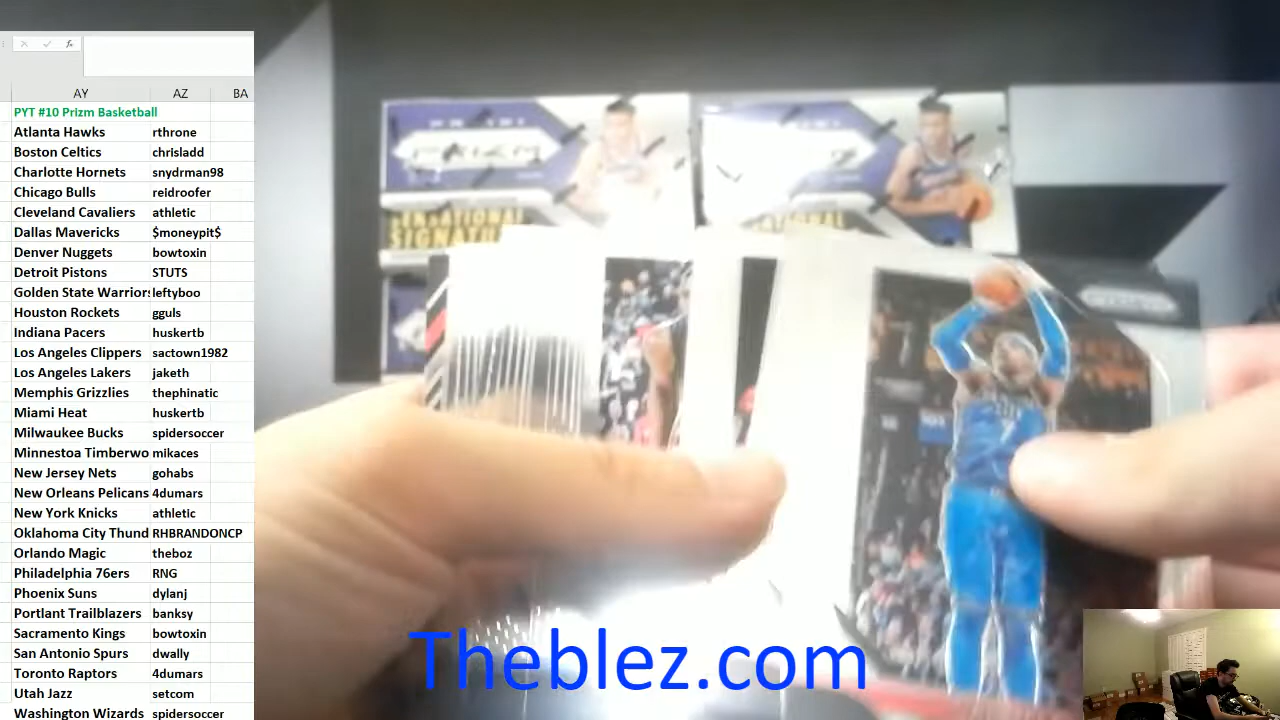 AY AZ BA
PYT #10 Prizm Basketball
Atlanta Hawks rthrone
Boston Celtics chrisladd
Charlotte Hornets snydrman98
Chicago Bulls reidroofer
Cleveland Cavaliers athletic
Dallas Mavericks $moneypit$
Denver Nuggets bowtoxin
Detroit Pistons STUTS
Golden State Warriors leftyboo
Houston Rockets gguls
Indiana Pacers huskertb
Los Angeles Clippers sactown1982
Los Angeles Lakers jaketh
Memphis Grizzlies thephinatic
Miami Heat huskertb
Milwaukee Bucks spidersoccer
Minnestoa Timberwo mikaces
New Jersey Nets gohabs
New Orleans Pelicans 4dumars
New York Knicks athletic
Oklahoma City Thund RHBRANDONCP
Orlando Magic theboz
Philadelphia 76ers RNG
Phoenix Suns dylanj
Portlant Trailblazers banksy
Sacramento Kings bowtoxin
San Antonio Spurs dwally
Toronto Raptors 4dumars
Utah Jazz setcom
Washington Wizards spidersoccer
PRIZM
SENSATIONAL
SIGNATU
Theblez.com